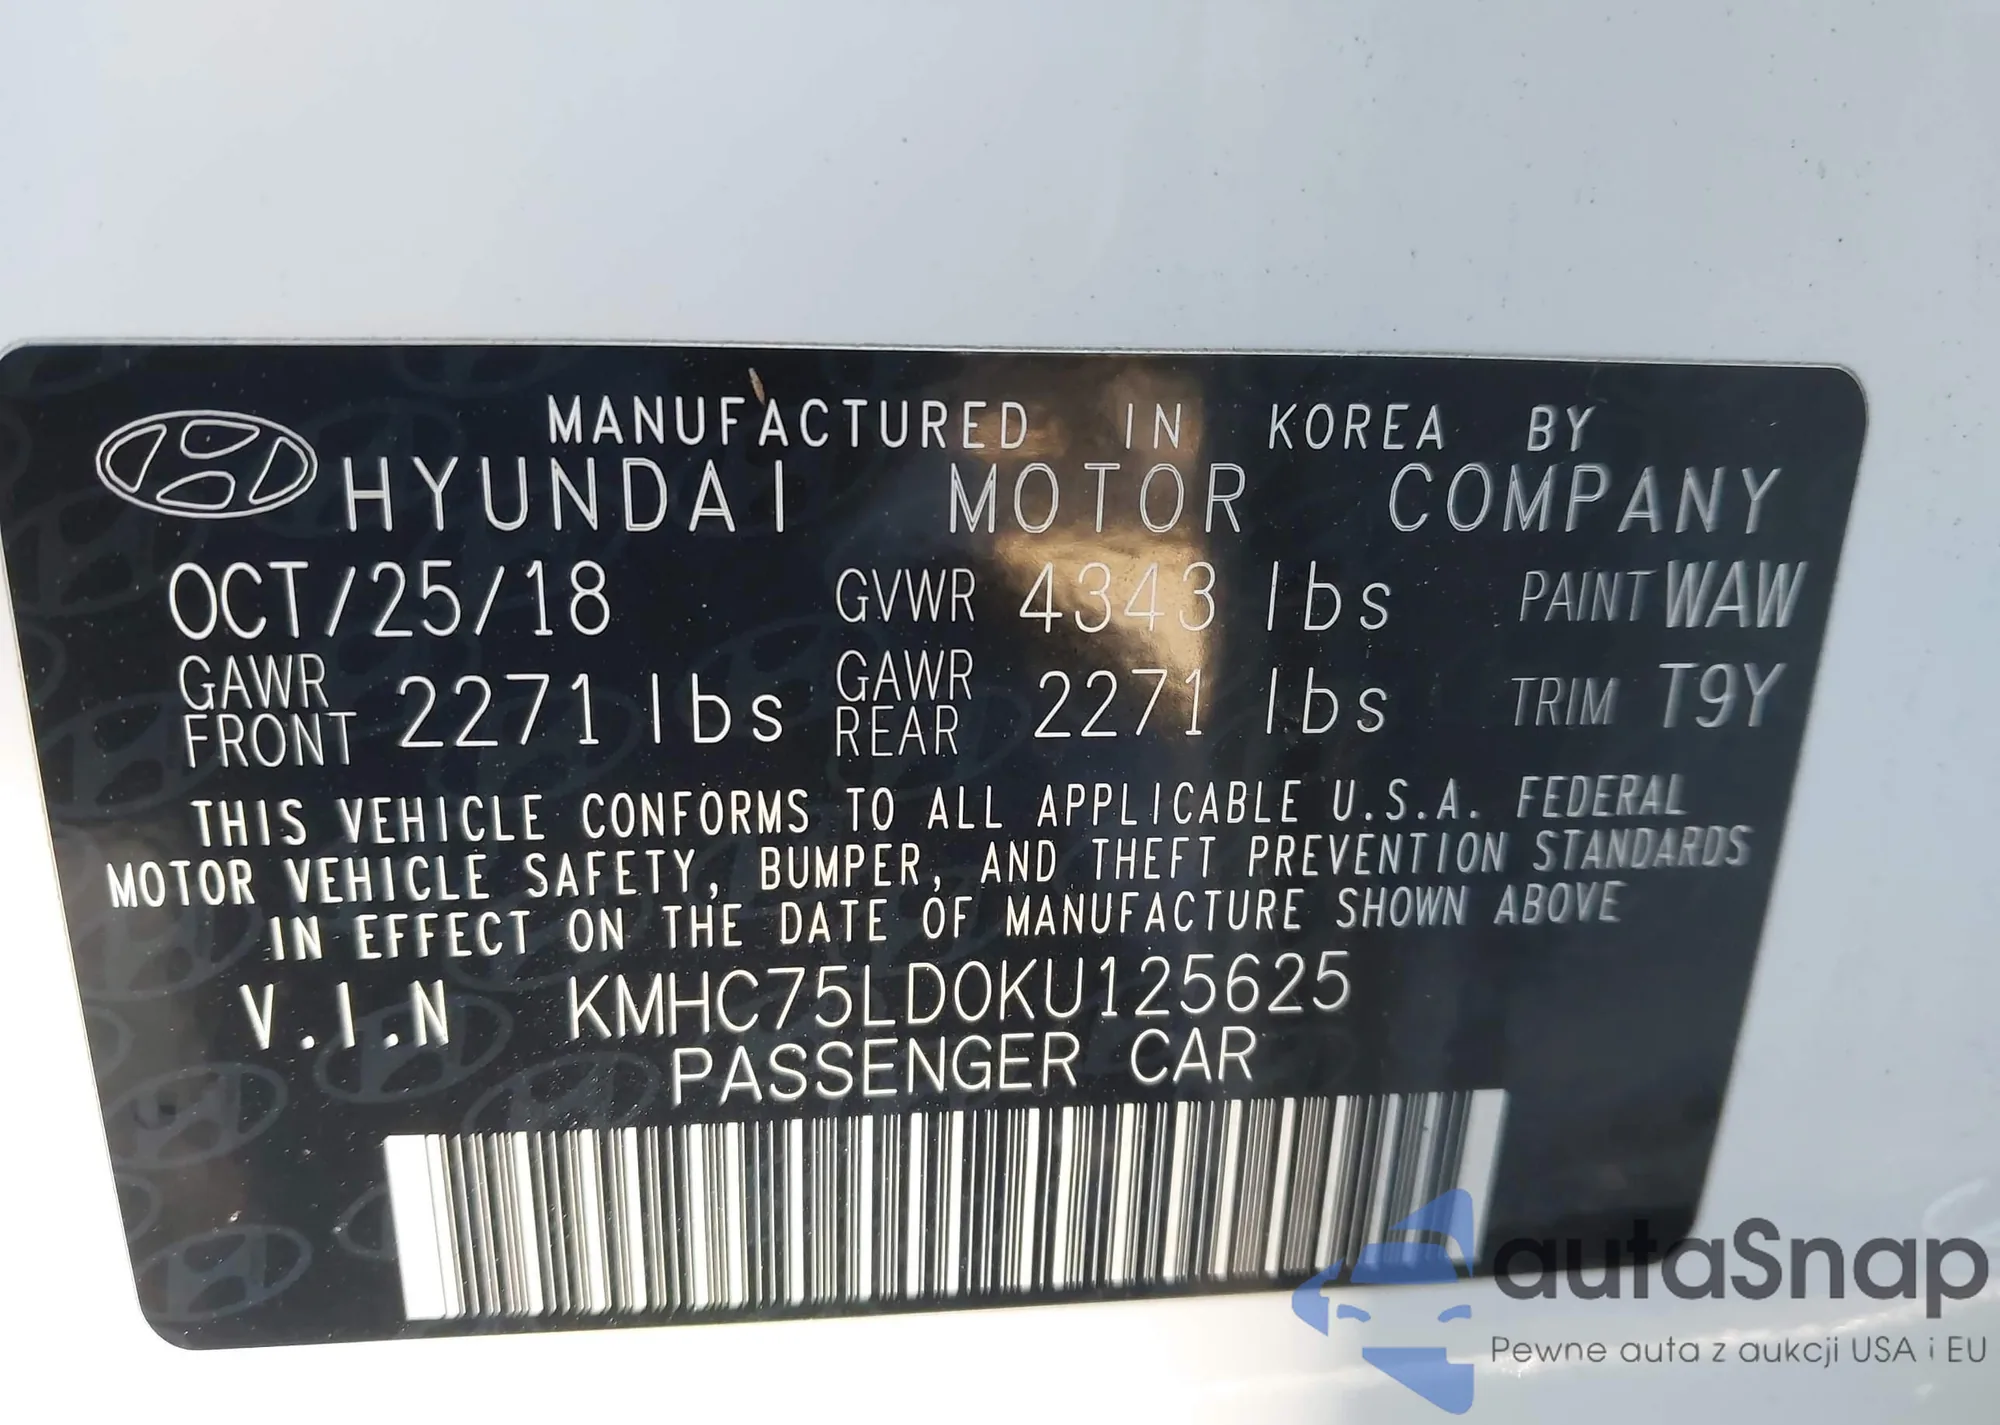 MANUFACTURED IN KOREA BY
HYUNDAI MOTOR COMPANY
OCT/25/18 GVWR 4343 lbs PAINT WAW
GAWR FRONT 2271 lbs GAWR REAR 2271 lbs TRIM T9Y
THIS VEHICLE CONFORMS TO ALL APPLICABLE U.S.A. FEDERAL
MOTOR VEHICLE SAFETY, BUMPER, AND THEFT PREVENTION STANDARDS
IN EFFECT ON THE DATE OF MANUFACTURE SHOWN ABOVE
V.I.N KMHC75LD0KU125625
PASSENGER CAR
autaSnap
Pewne auta z aukcji USA i EU